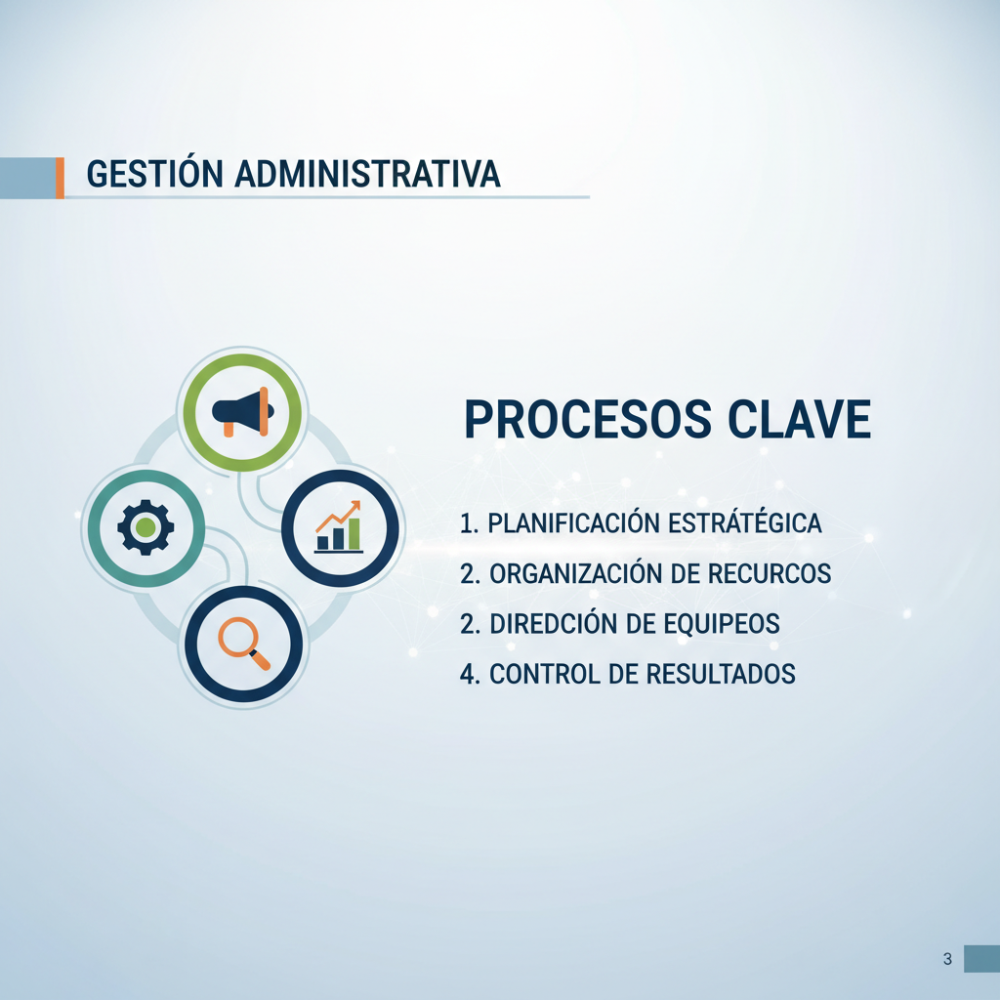 GESTIÓN ADMINISTRATIVA
PROCESOS CLAVE
1. PLANIFICACIÓN ESTRÁTÉGICA
2. ORGANIZACIÓN DE RECURCOS
2. DIREDCIÓN DE EQUIPEOS
4. CONTROL DE RESULTADOS
3